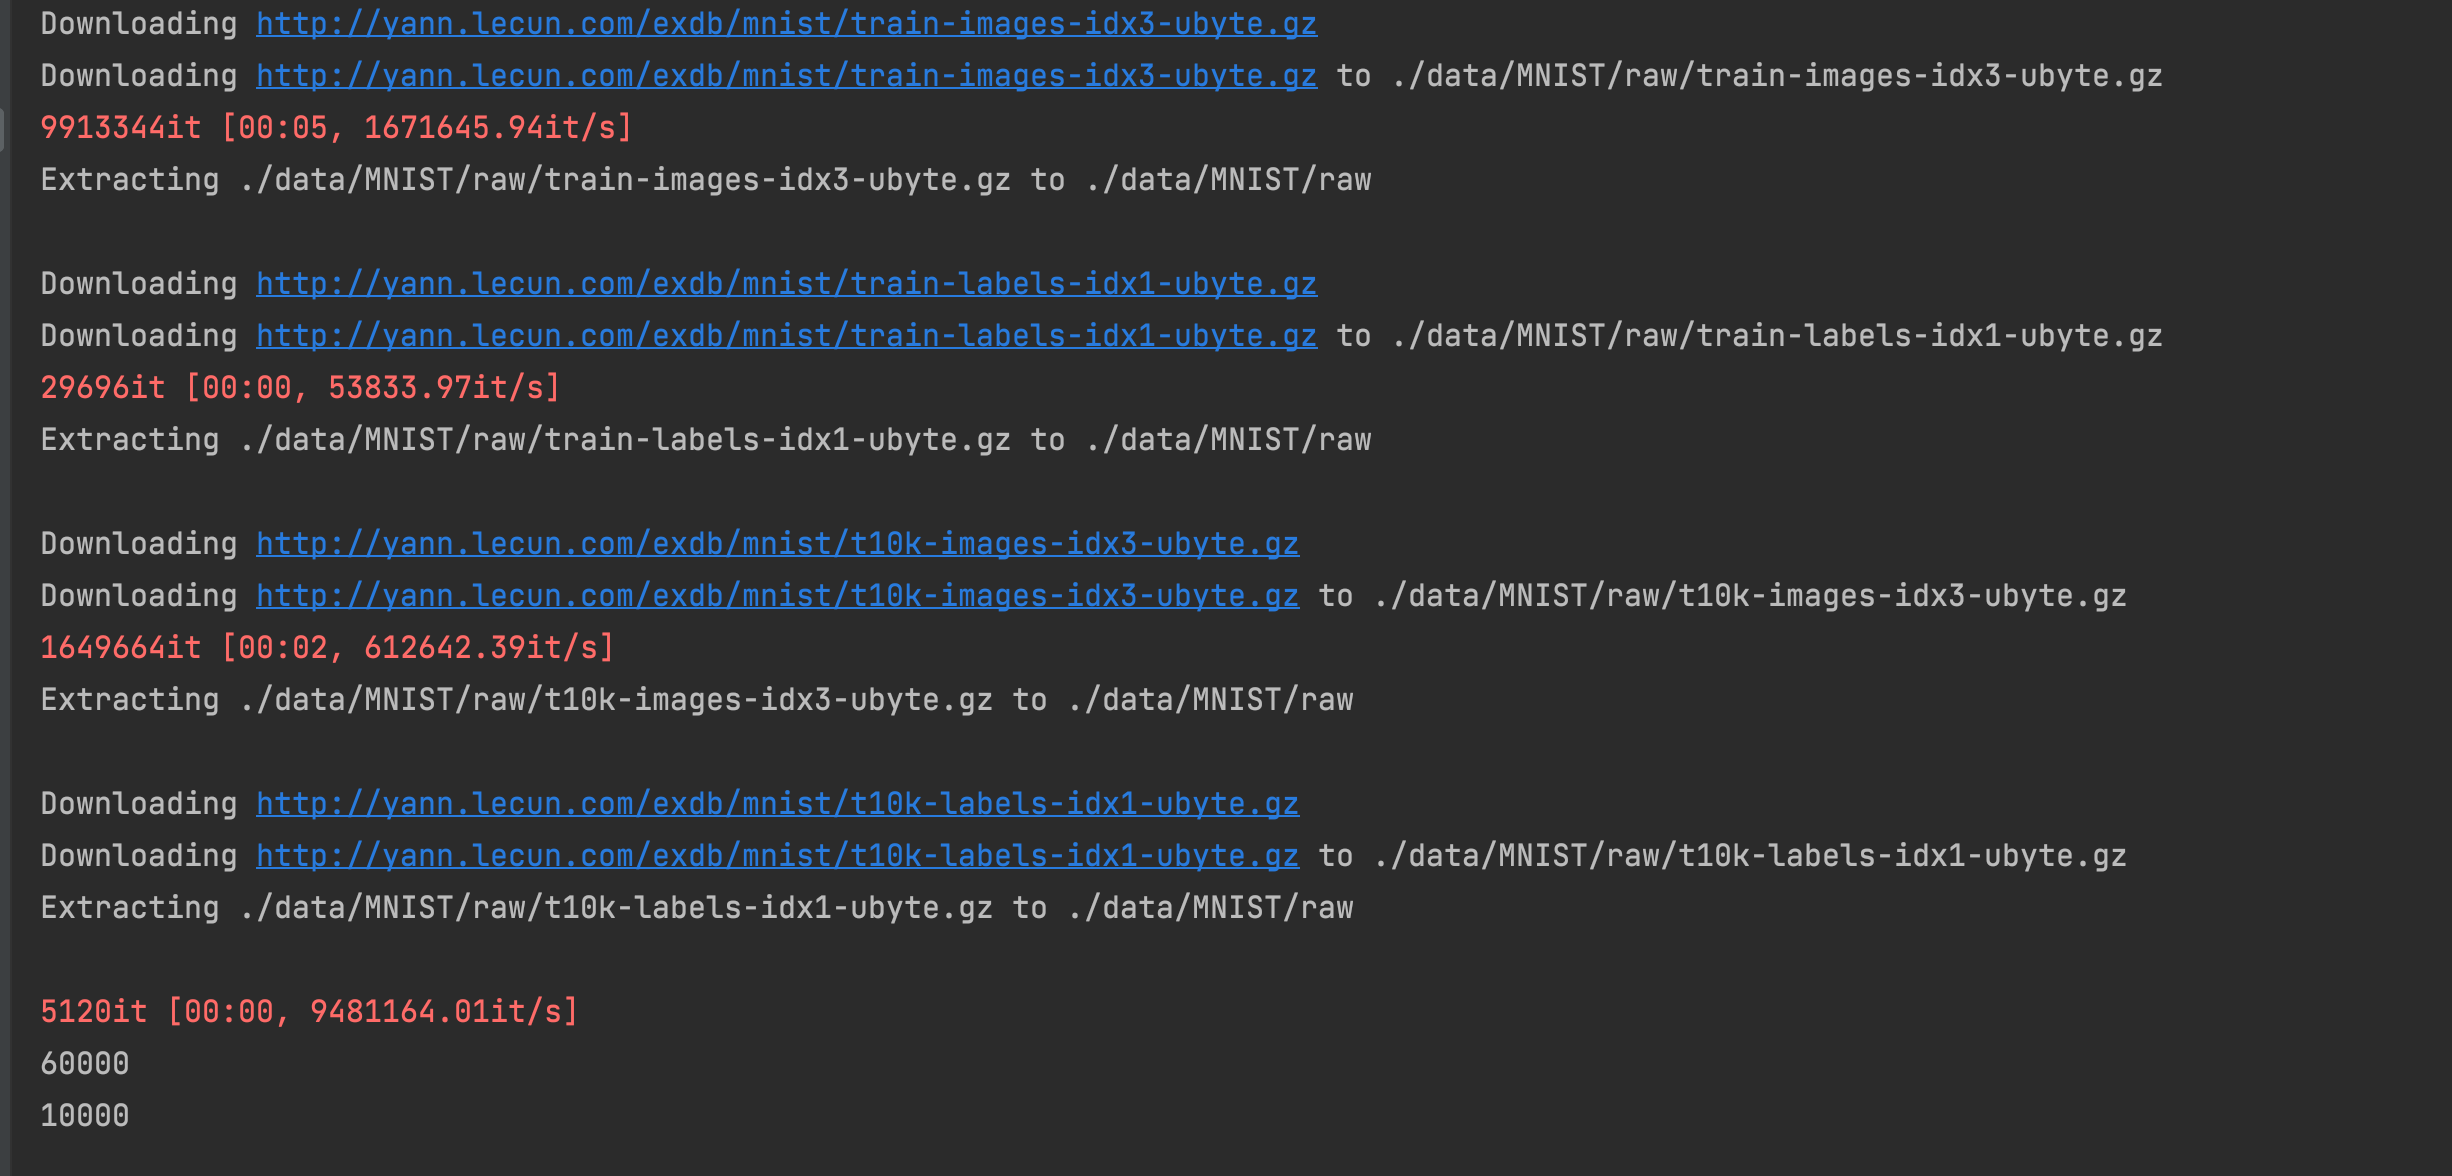 Downloading http://yann.lecun.com/exdb/mnist/train-images-idx3-ubyte.gz
Downloading http://yann.lecun.com/exdb/mnist/train-images-idx3-ubyte.gz to ./data/MNIST/raw/train-images-idx3-ubyte.gz
9913344it [00:05, 1671645.94it/s]
Extracting ./data/MNIST/raw/train-images-idx3-ubyte.gz to ./data/MNIST/raw
Downloading http://yann.lecun.com/exdb/mnist/train-labels-idx1-ubyte.gz
Downloading http://yann.lecun.com/exdb/mnist/train-labels-idx1-ubyte.gz to ./data/MNIST/raw/train-labels-idx1-ubyte.gz
29696it [00:00, 53833.97it/s]
Extracting ./data/MNIST/raw/train-labels-idx1-ubyte.gz to ./data/MNIST/raw
Downloading http://yann.lecun.com/exdb/mnist/t10k-images-idx3-ubyte.gz
Downloading http://yann.lecun.com/exdb/mnist/t10k-images-idx3-ubyte.gz to ./data/MNIST/raw/t10k-images-idx3-ubyte.gz
1649664it [00:02, 612642.39it/s]
Extracting ./data/MNIST/raw/t10k-images-idx3-ubyte.gz to ./data/MNIST/raw
Downloading http://yann.lecun.com/exdb/mnist/t10k-labels-idx1-ubyte.gz
Downloading http://yann.lecun.com/exdb/mnist/t10k-labels-idx1-ubyte.gz to ./data/MNIST/raw/t10k-labels-idx1-ubyte.gz
Extracting ./data/MNIST/raw/t10k-labels-idx1-ubyte.gz to ./data/MNIST/raw
5120it [00:00, 9481164.01it/s]
60000
10000